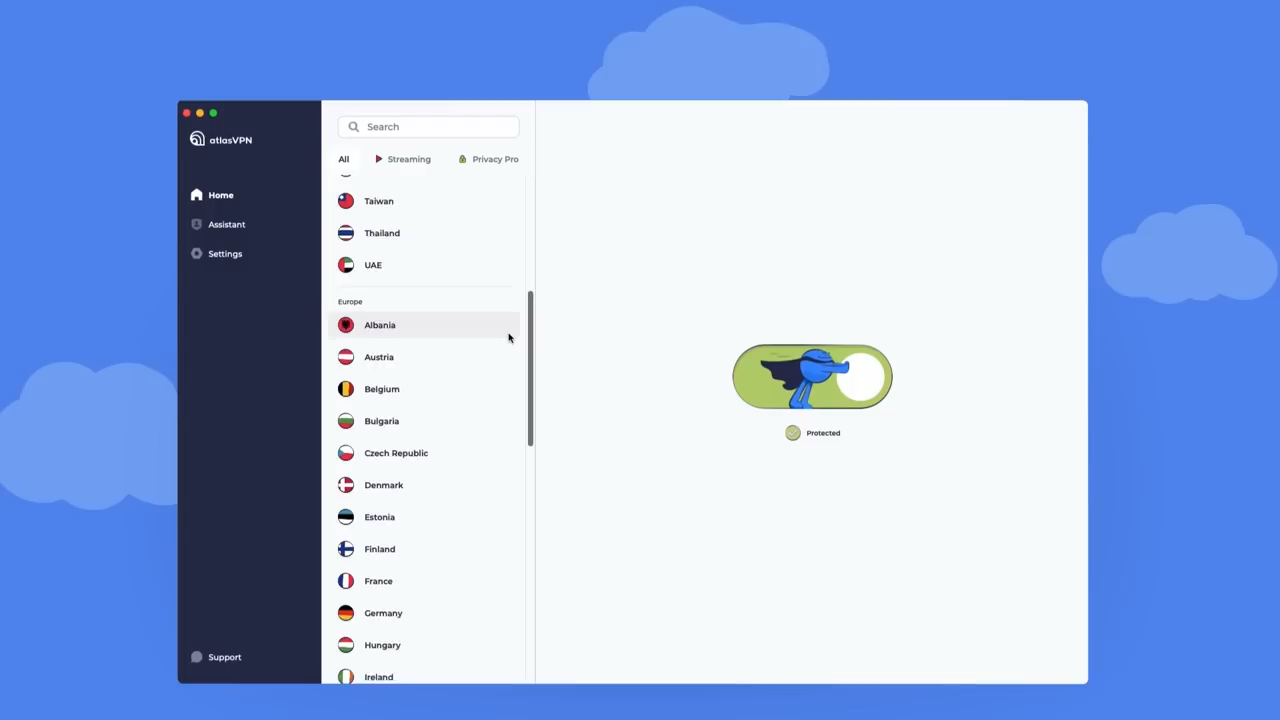 atlasVPN
Home
Assistant
Settings
Support
Search
All
Streaming
Privacy Pro
Taiwan
Thailand
UAE
Europe
Albania
Austria
Belgium
Bulgaria
Czech Republic
Denmark
Estonia
Finland
France
Germany
Hungary
Ireland
Protected